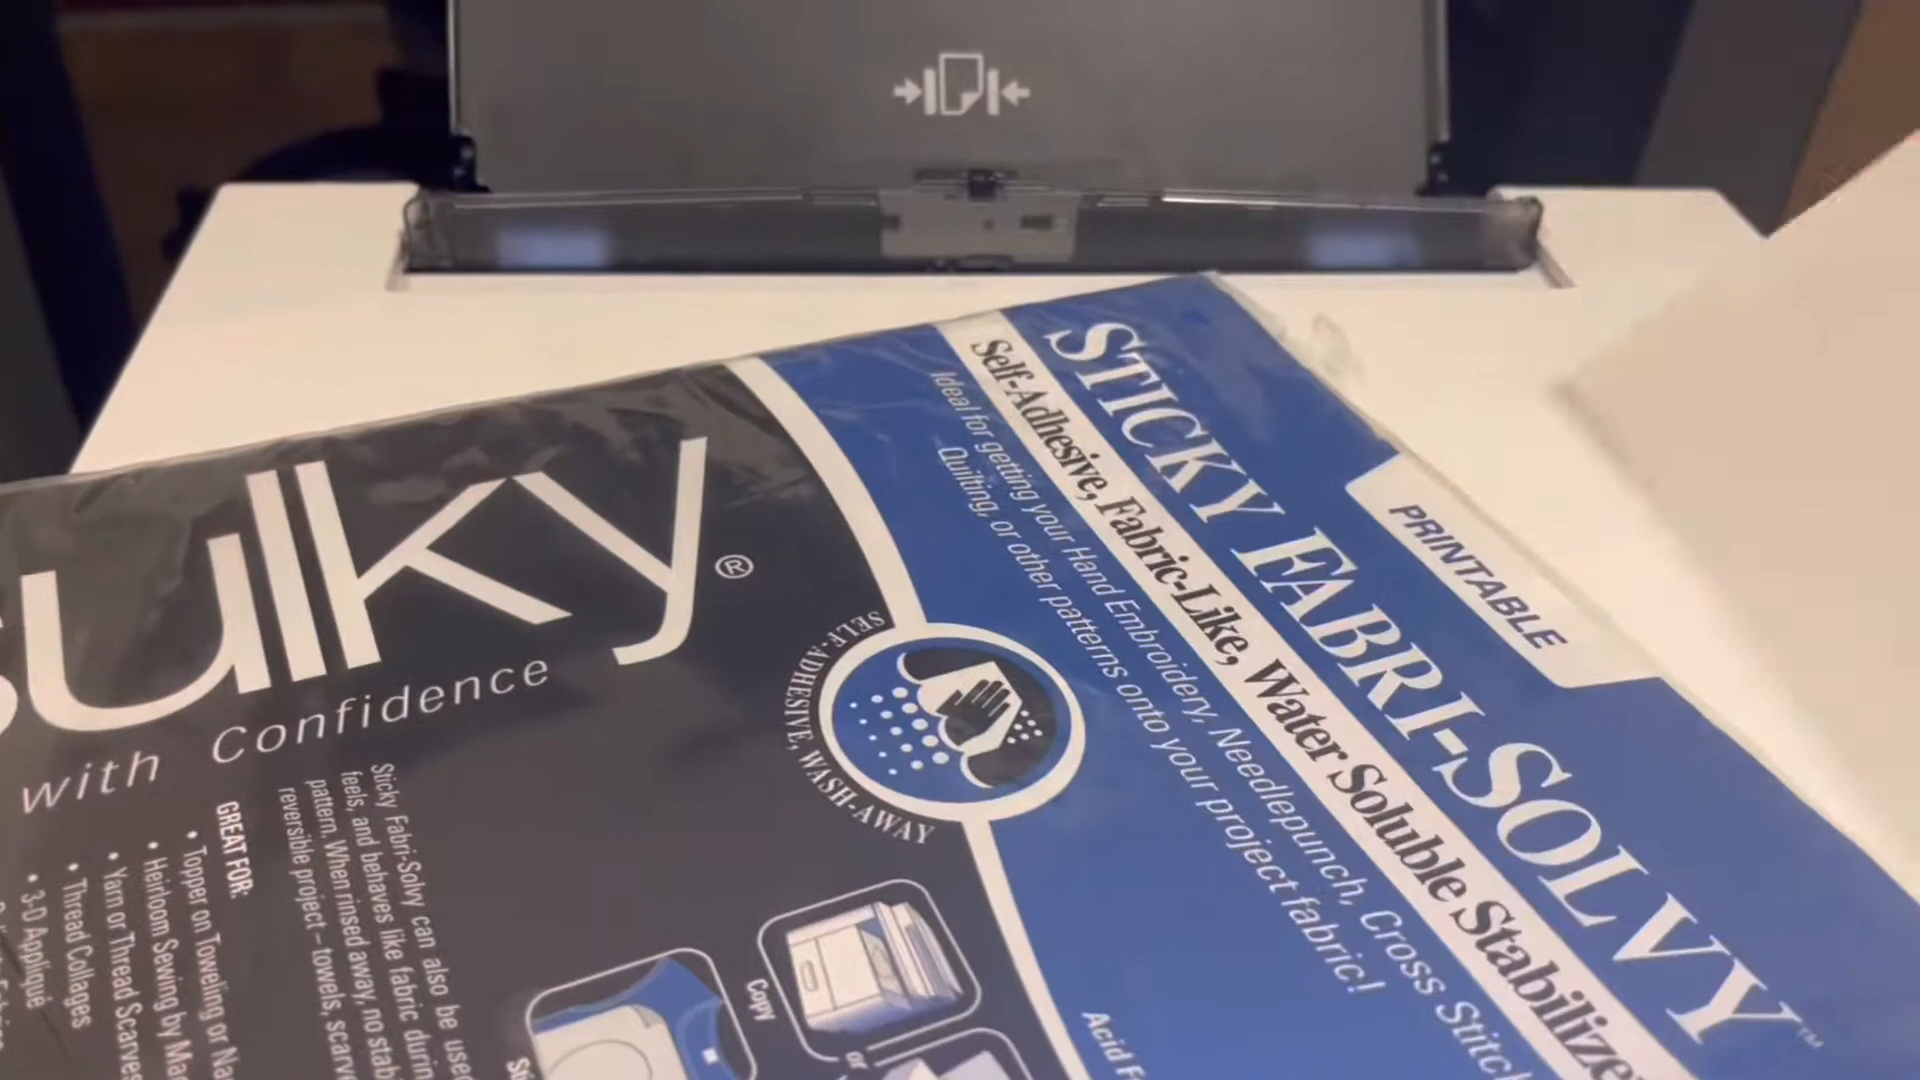 PRINTABLE
STICKY FABRI-SOLVY™
Self-Adhesive, Fabric-Like, Water Soluble Stabilize
Ideal for getting your Hand Embroidery, Needlepunch, Cross Stitch
Quilting, or other patterns onto your project fabric!
sulky®
with Confidence
SELF-ADHESIVE, WASH-AWAY
Sticky Fabri-Solvy can also be used
feels, and behaves like fabric durin
pattern. When rinsed away, no stab
reversible project – towels, scarve
GREAT FOR:
• Topper on Toweling or Na
• Heirloom Sewing by Ma
• Yarn or Thread Scarves
• Thread Collages
• 3-D Appliqué
Copy
or
Acid F